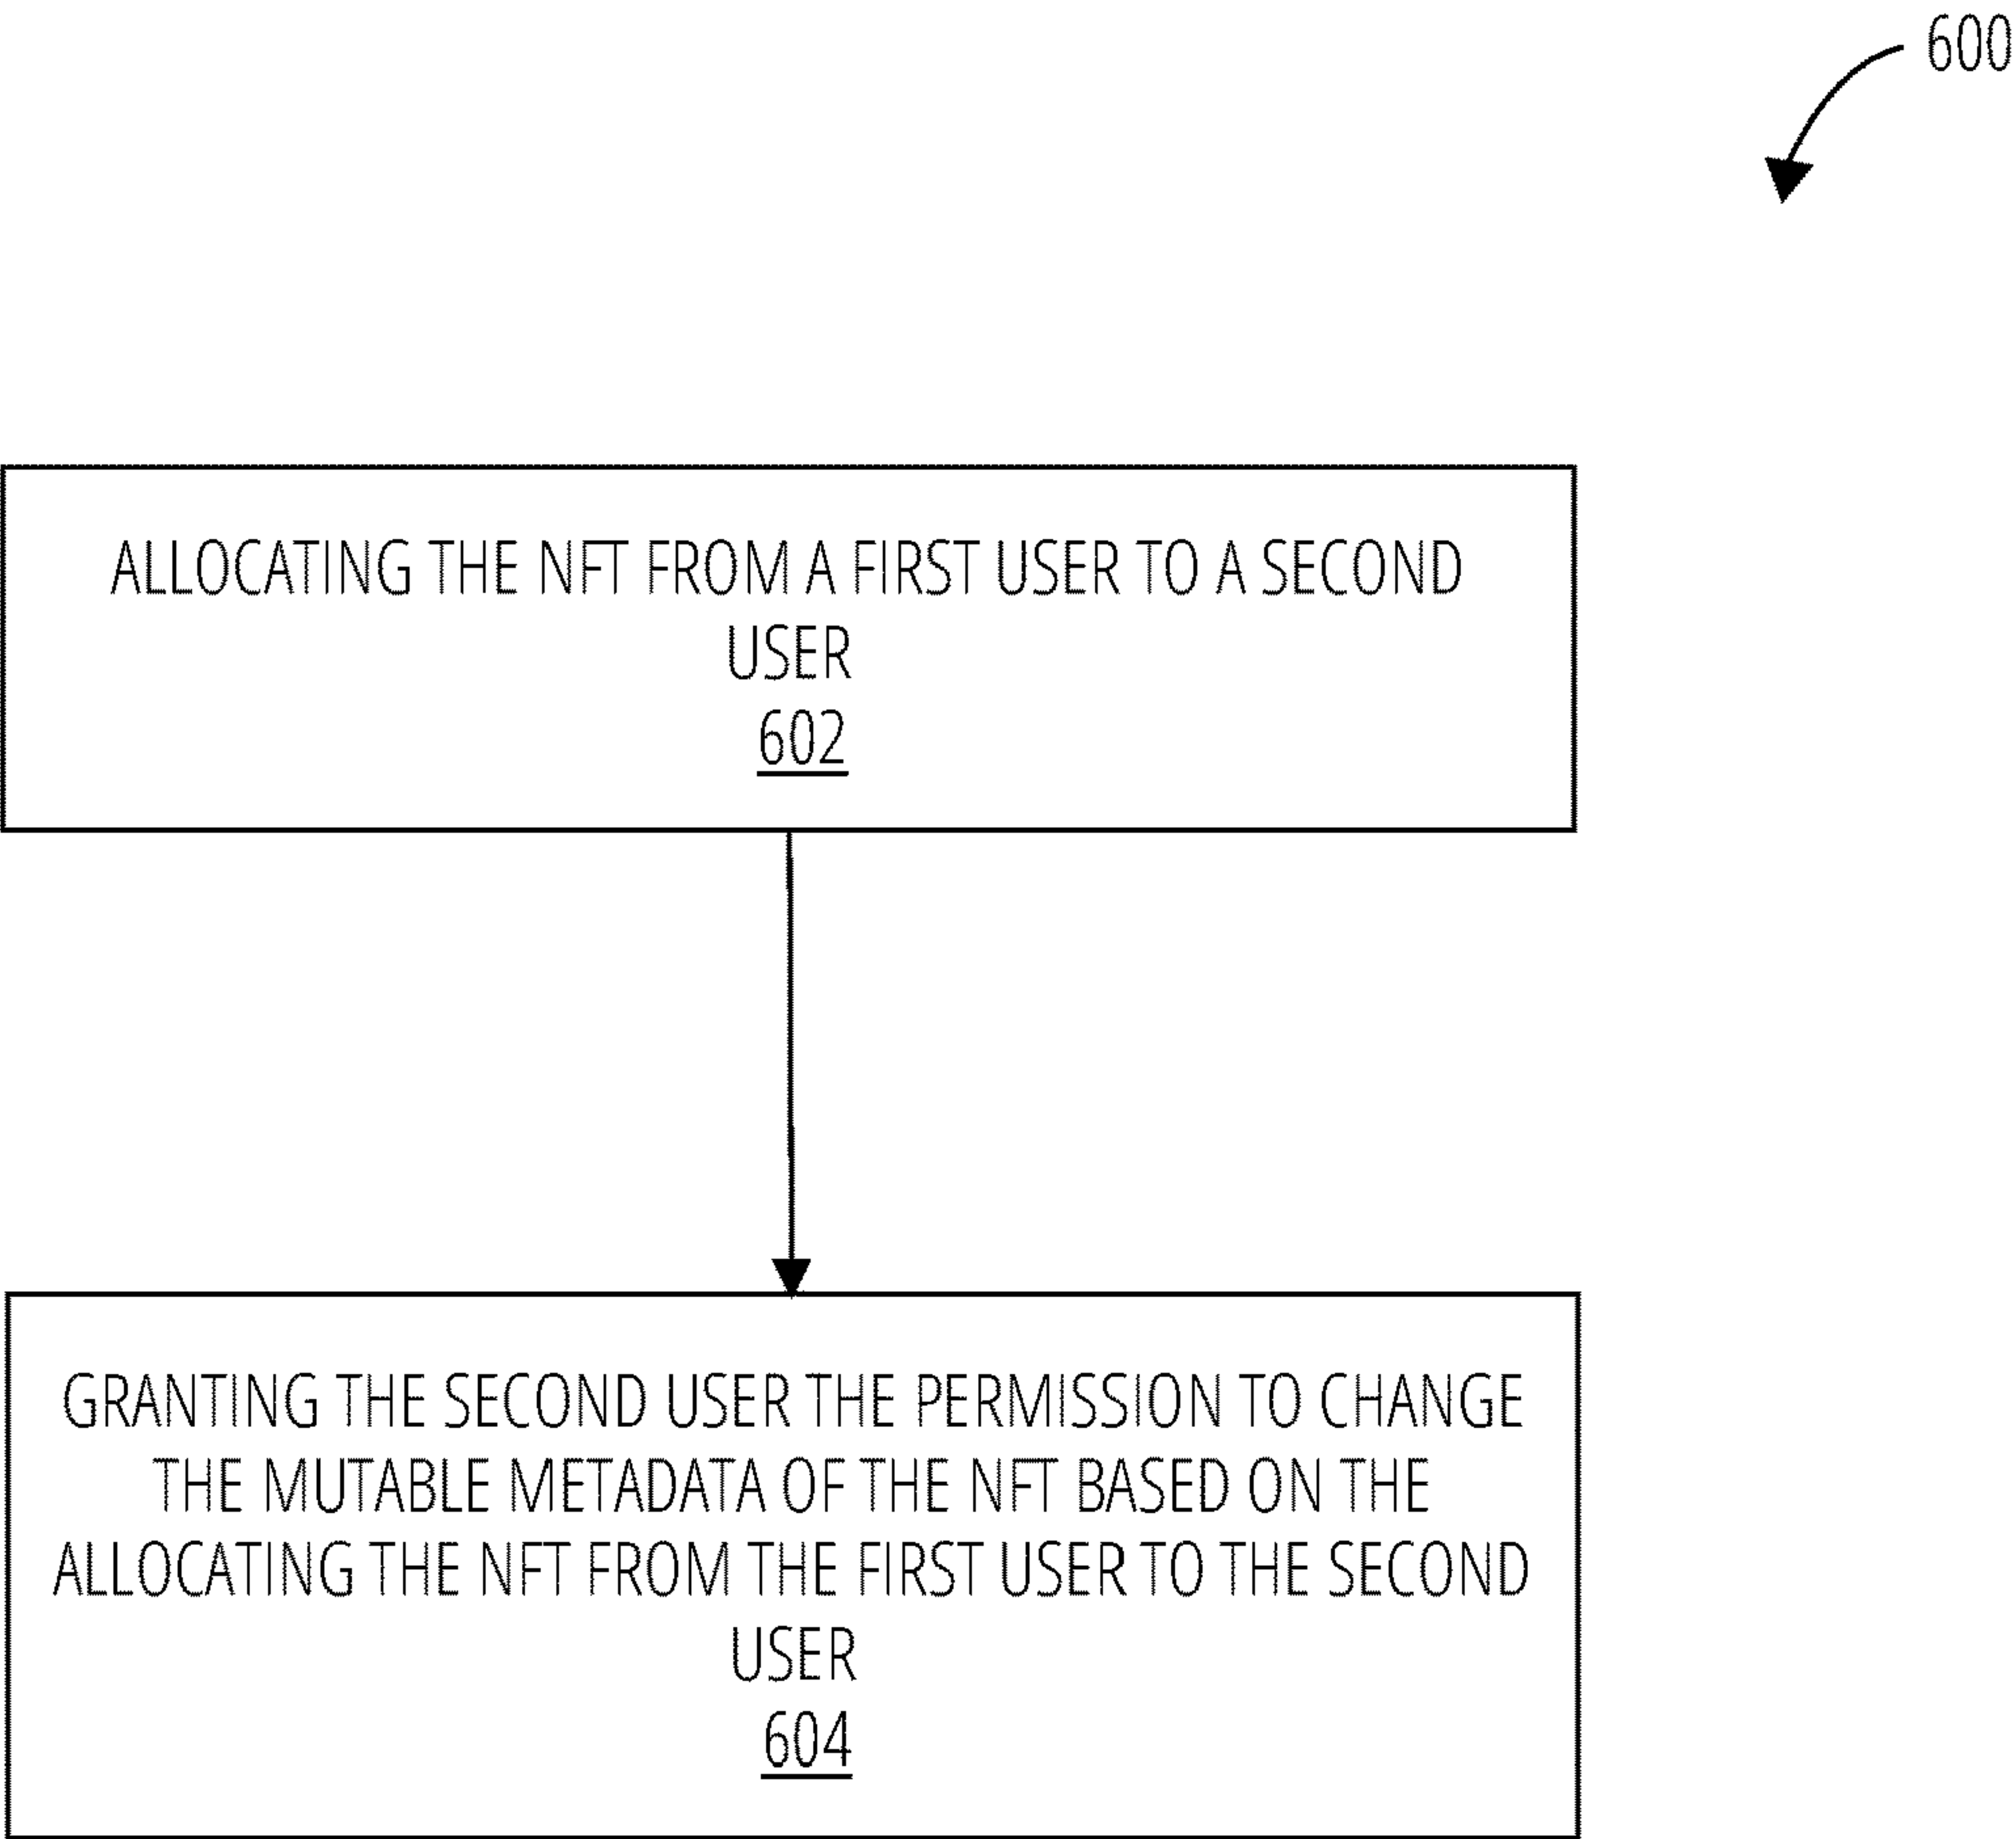 600
ALLOCATING THE NFT FROM A FIRST USER TO A SECOND
USER
602
GRANTING THE SECOND USER THE PERMISSION TO CHANGE
THE MUTABLE METADATA OF THE NFT BASED ON THE
ALLOCATING THE NFT FROM THE FIRST USER TO THE SECOND
USER
604